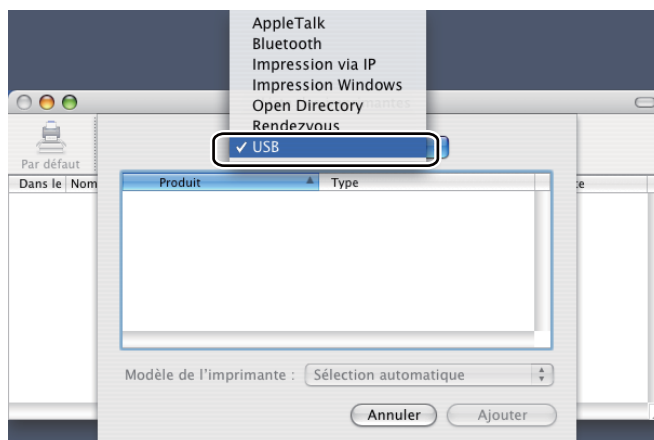 AppleTalk
Bluetooth
Impression via IP
Impression Windows
Open Directory
Rendezvous
✓ USB
Par défaut
Dans le Nom
Produit Type
Modèle de l'imprimante : Sélection automatique
Annuler Ajouter